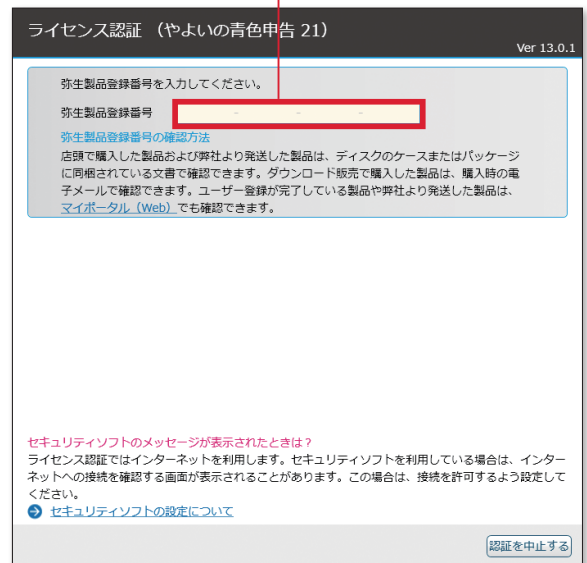 ライセンス認証 （やよいの青色申告 21）
Ver 13.0.1
弥生製品登録番号を入力してください。
弥生製品登録番号 - - -
弥生製品登録番号の確認方法
店頭で購入した製品および弊社より発送した製品は、ディスクのケースまたはパッケージ
に同梱されている文書で確認できます。ダウンロード販売で購入した製品は、購入時の電
子メールで確認できます。ユーザー登録が完了している製品や弊社より発送した製品は、
マイポータル（Web）でも確認できます。
セキュリティソフトのメッセージが表示されたときは？
ライセンス認証ではインターネットを利用します。セキュリティソフトを利用している場合は、インター
ネットへの接続を確認する画面が表示されることがあります。この場合は、接続を許可するよう設定して
ください。
セキュリティソフトの設定について
認証を中止する